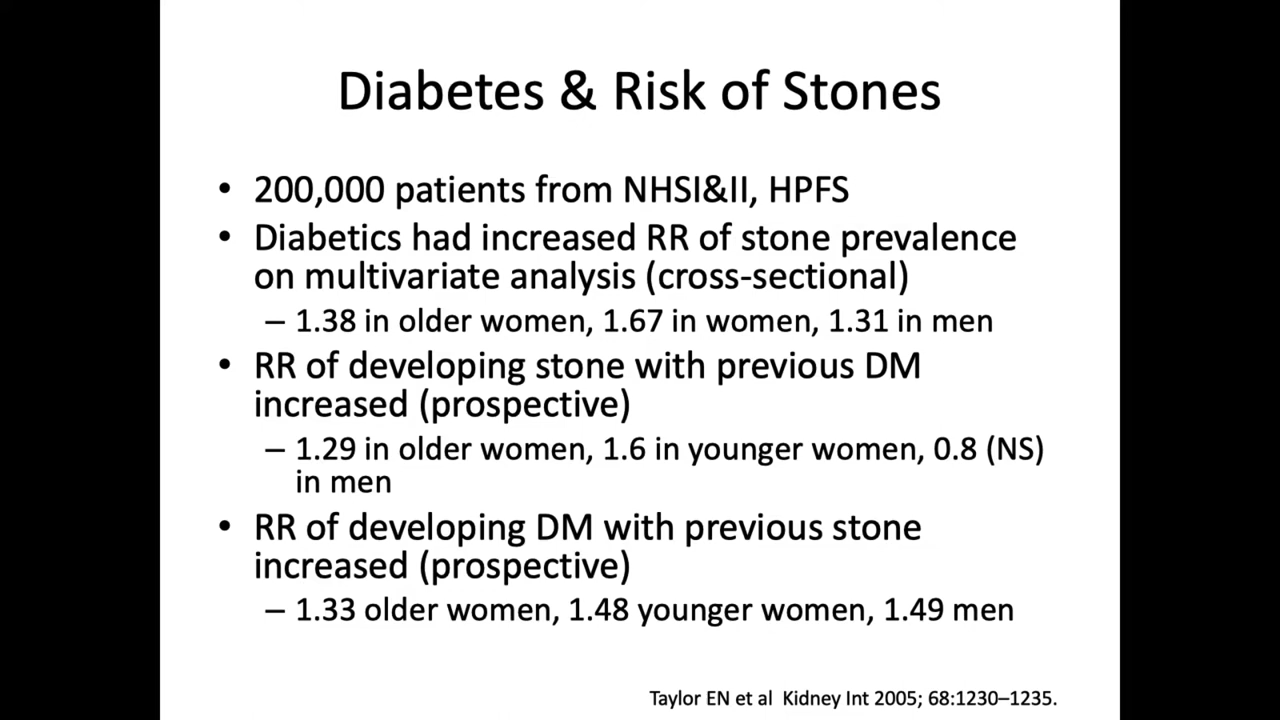 Diabetes & Risk of Stones
• 200,000 patients from NHSI&II, HPFS
• Diabetics had increased RR of stone prevalence
on multivariate analysis (cross-sectional)
– 1.38 in older women, 1.67 in women, 1.31 in men
• RR of developing stone with previous DM
increased (prospective)
– 1.29 in older women, 1.6 in younger women, 0.8 (NS)
in men
• RR of developing DM with previous stone
increased (prospective)
– 1.33 older women, 1.48 younger women, 1.49 men
Taylor EN et al Kidney Int 2005; 68:1230–1235.